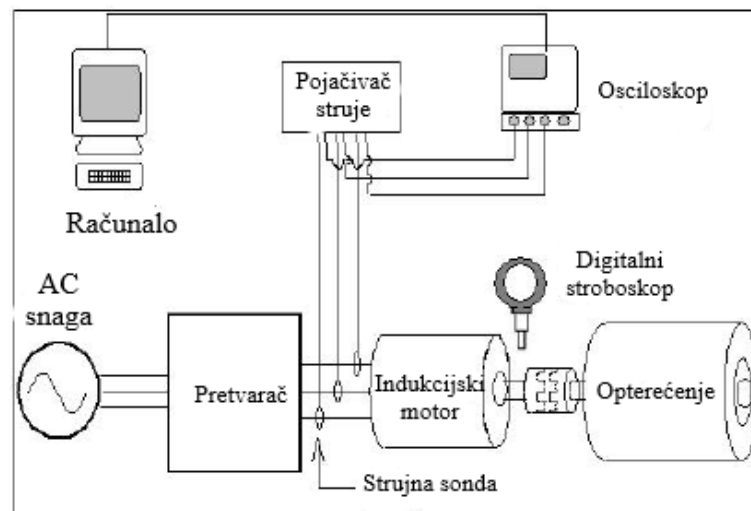 Pojačivač
struje
Osciloskop
Računalo
Digitalni
stroboskop
AC
snaga
Pretvarač
Indukcijski
motor
Opterećenje
Strujna sonda